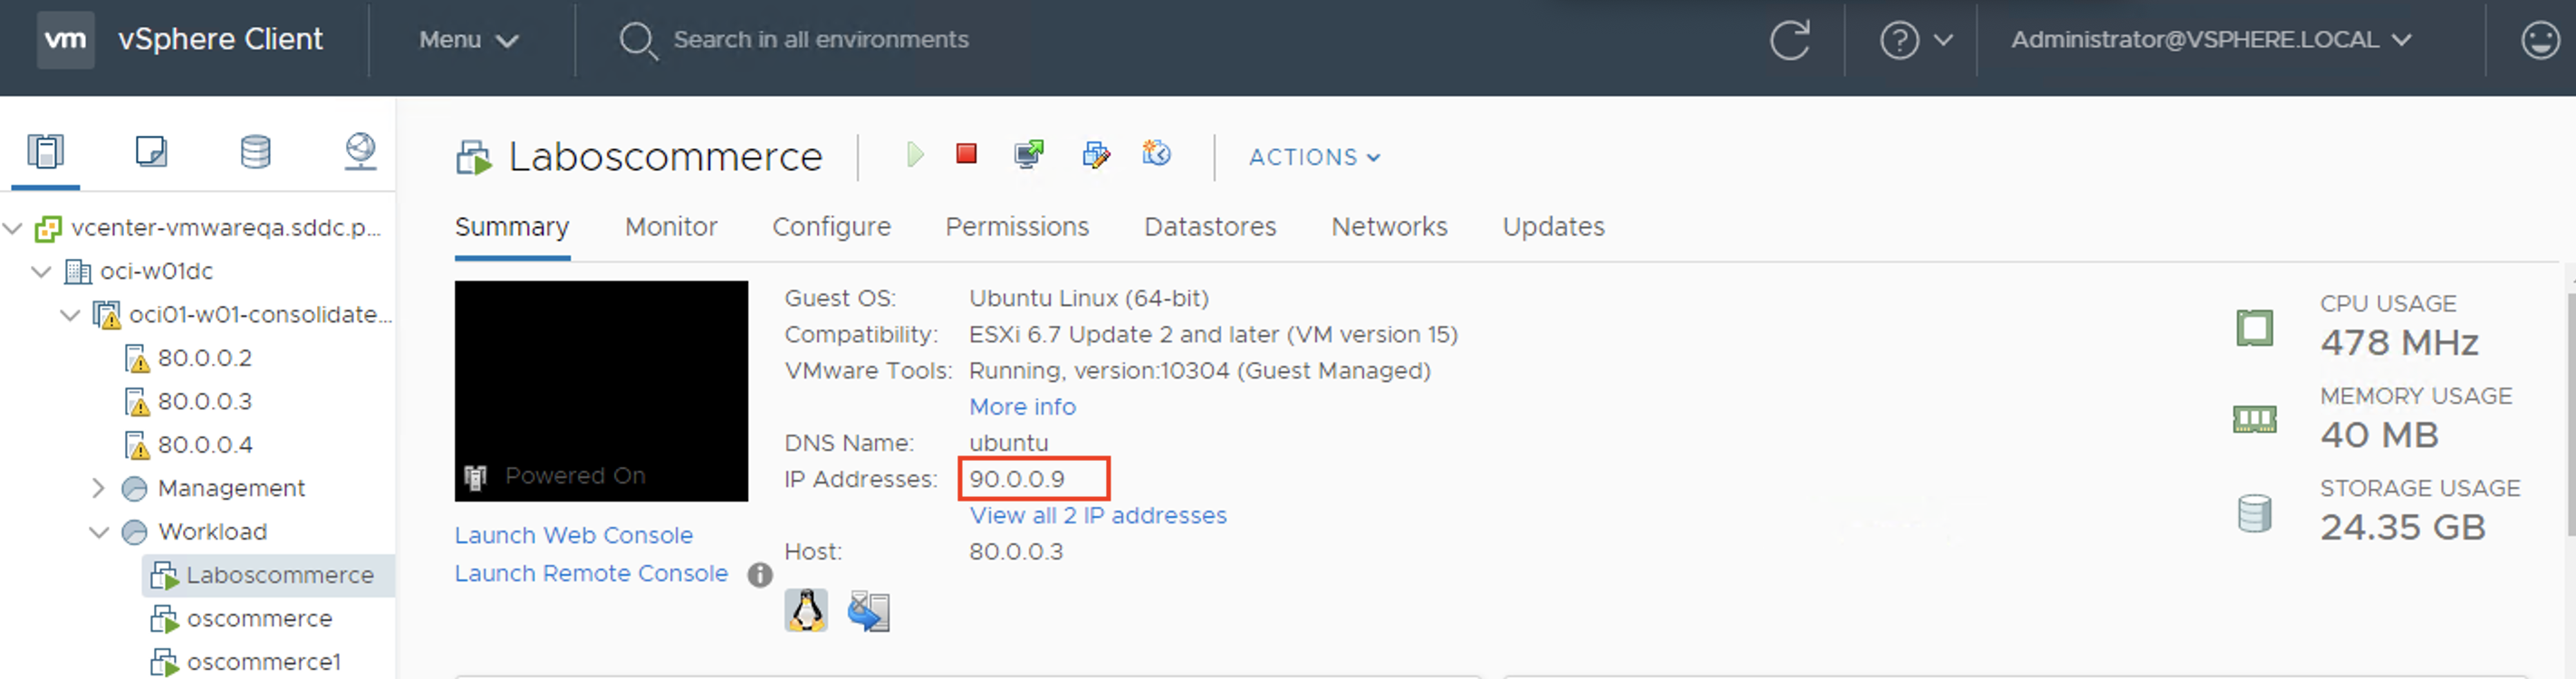 vm vSphere Client Menu Search in all environments Administrator@VSPHERE.LOCAL
vcenter-vmwareqa.sddc.p...
oci-w01dc
oci01-w01-consolidate...
80.0.0.2
80.0.0.3
80.0.0.4
Management
Workload
Laboscommerce
oscommerce
oscommerce1
Laboscommerce
ACTIONS
Summary Monitor Configure Permissions Datastores Networks Updates
Powered On
Launch Web Console
Launch Remote Console
Guest OS: Ubuntu Linux (64-bit)
Compatibility: ESXi 6.7 Update 2 and later (VM version 15)
VMware Tools: Running, version:10304 (Guest Managed)
More info
DNS Name: ubuntu
IP Addresses: 90.0.0.9
View all 2 IP addresses
Host: 80.0.0.3
CPU USAGE
478 MHz
MEMORY USAGE
40 MB
STORAGE USAGE
24.35 GB